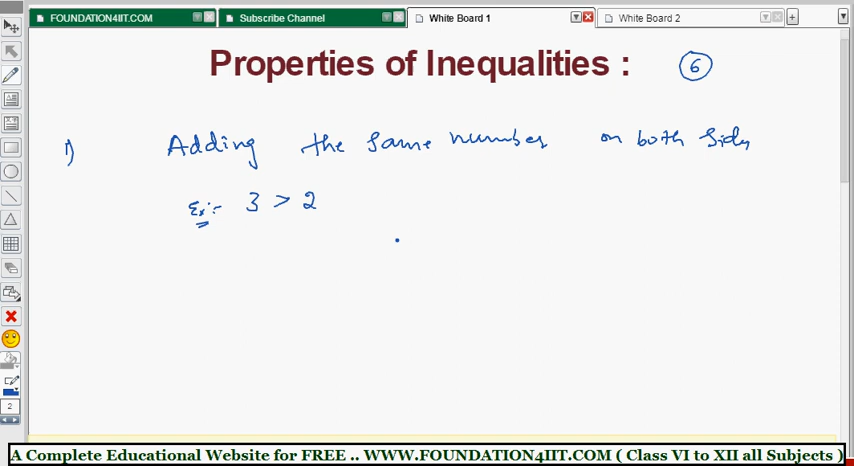 FOUNDATION4IIT.COM Subscribe Channel White Board 1 White Board 2
Properties of Inequalities : 6
1) Adding the same number on both side
Ex:- 3 > 2
2
A Complete Educational Website for FREE .. WWW.FOUNDATION4IIT.COM ( Class VI to XII all Subjects )